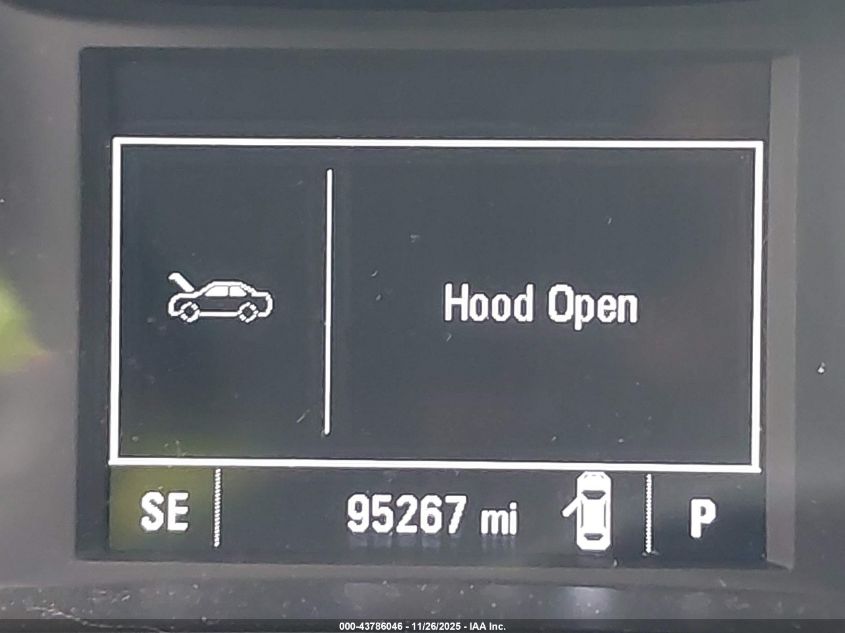 Hood Open
SE 95267 mi P
000-43786046 - 11/26/2025 - IAA Inc.